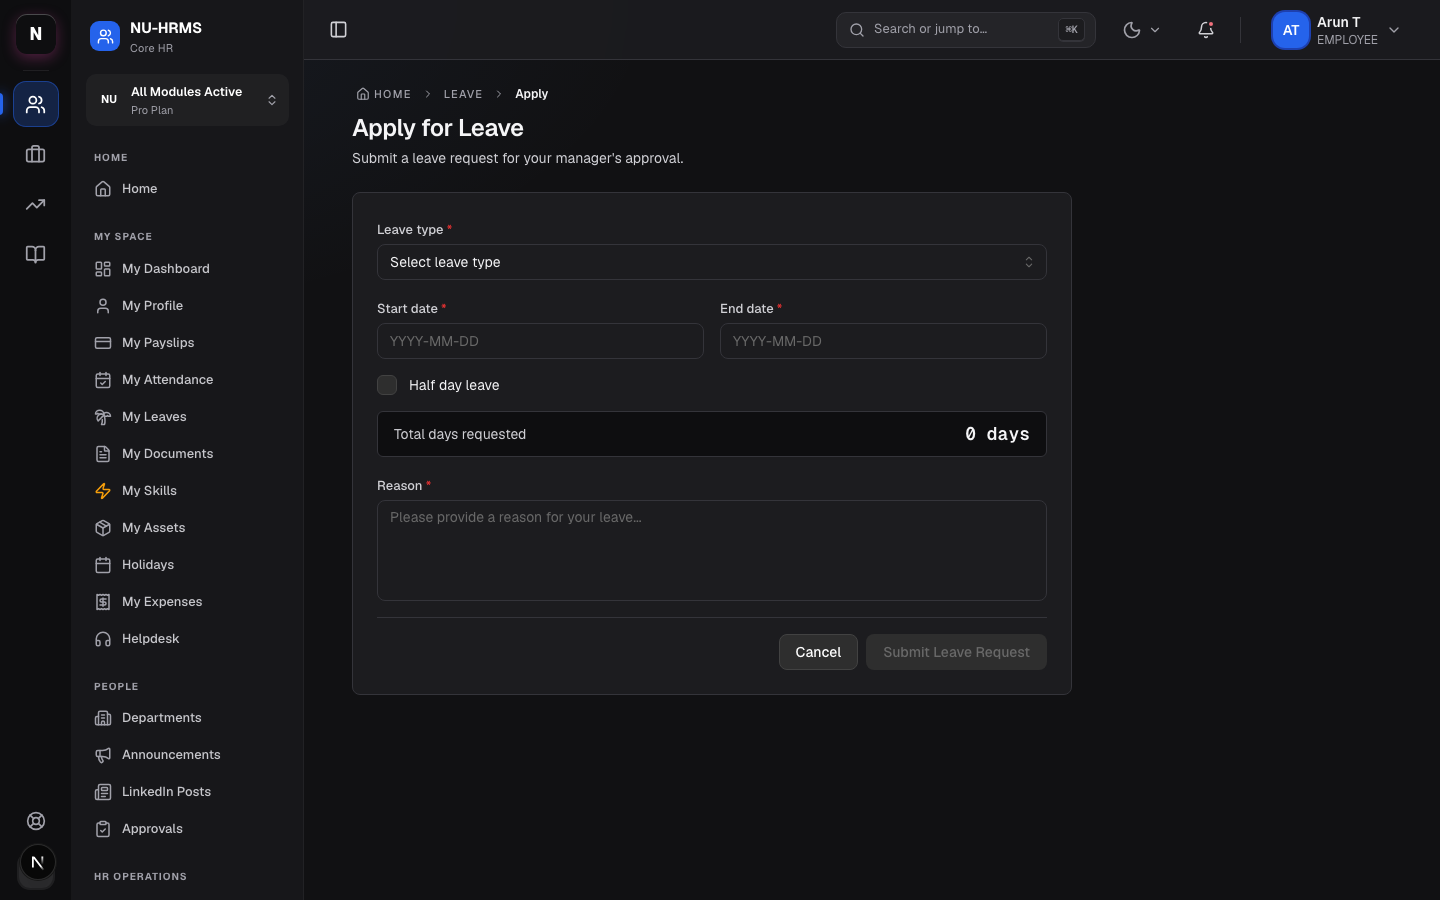 N
NU-HRMS
Core HR
NU
All Modules Active
Pro Plan
HOME
Home
MY SPACE
My Dashboard
My Profile
My Payslips
My Attendance
My Leaves
My Documents
My Skills
My Assets
Holidays
My Expenses
Helpdesk
PEOPLE
Departments
Announcements
LinkedIn Posts
Approvals
HR OPERATIONS
N
Search or jump to...
⌘K
AT
Arun T
EMPLOYEE
HOME > LEAVE > Apply
Apply for Leave
Submit a leave request for your manager's approval.
Leave type *
Select leave type
Start date * End date *
YYYY-MM-DD YYYY-MM-DD
Half day leave
Total days requested 0 days
Reason *
Please provide a reason for your leave...
Cancel Submit Leave Request